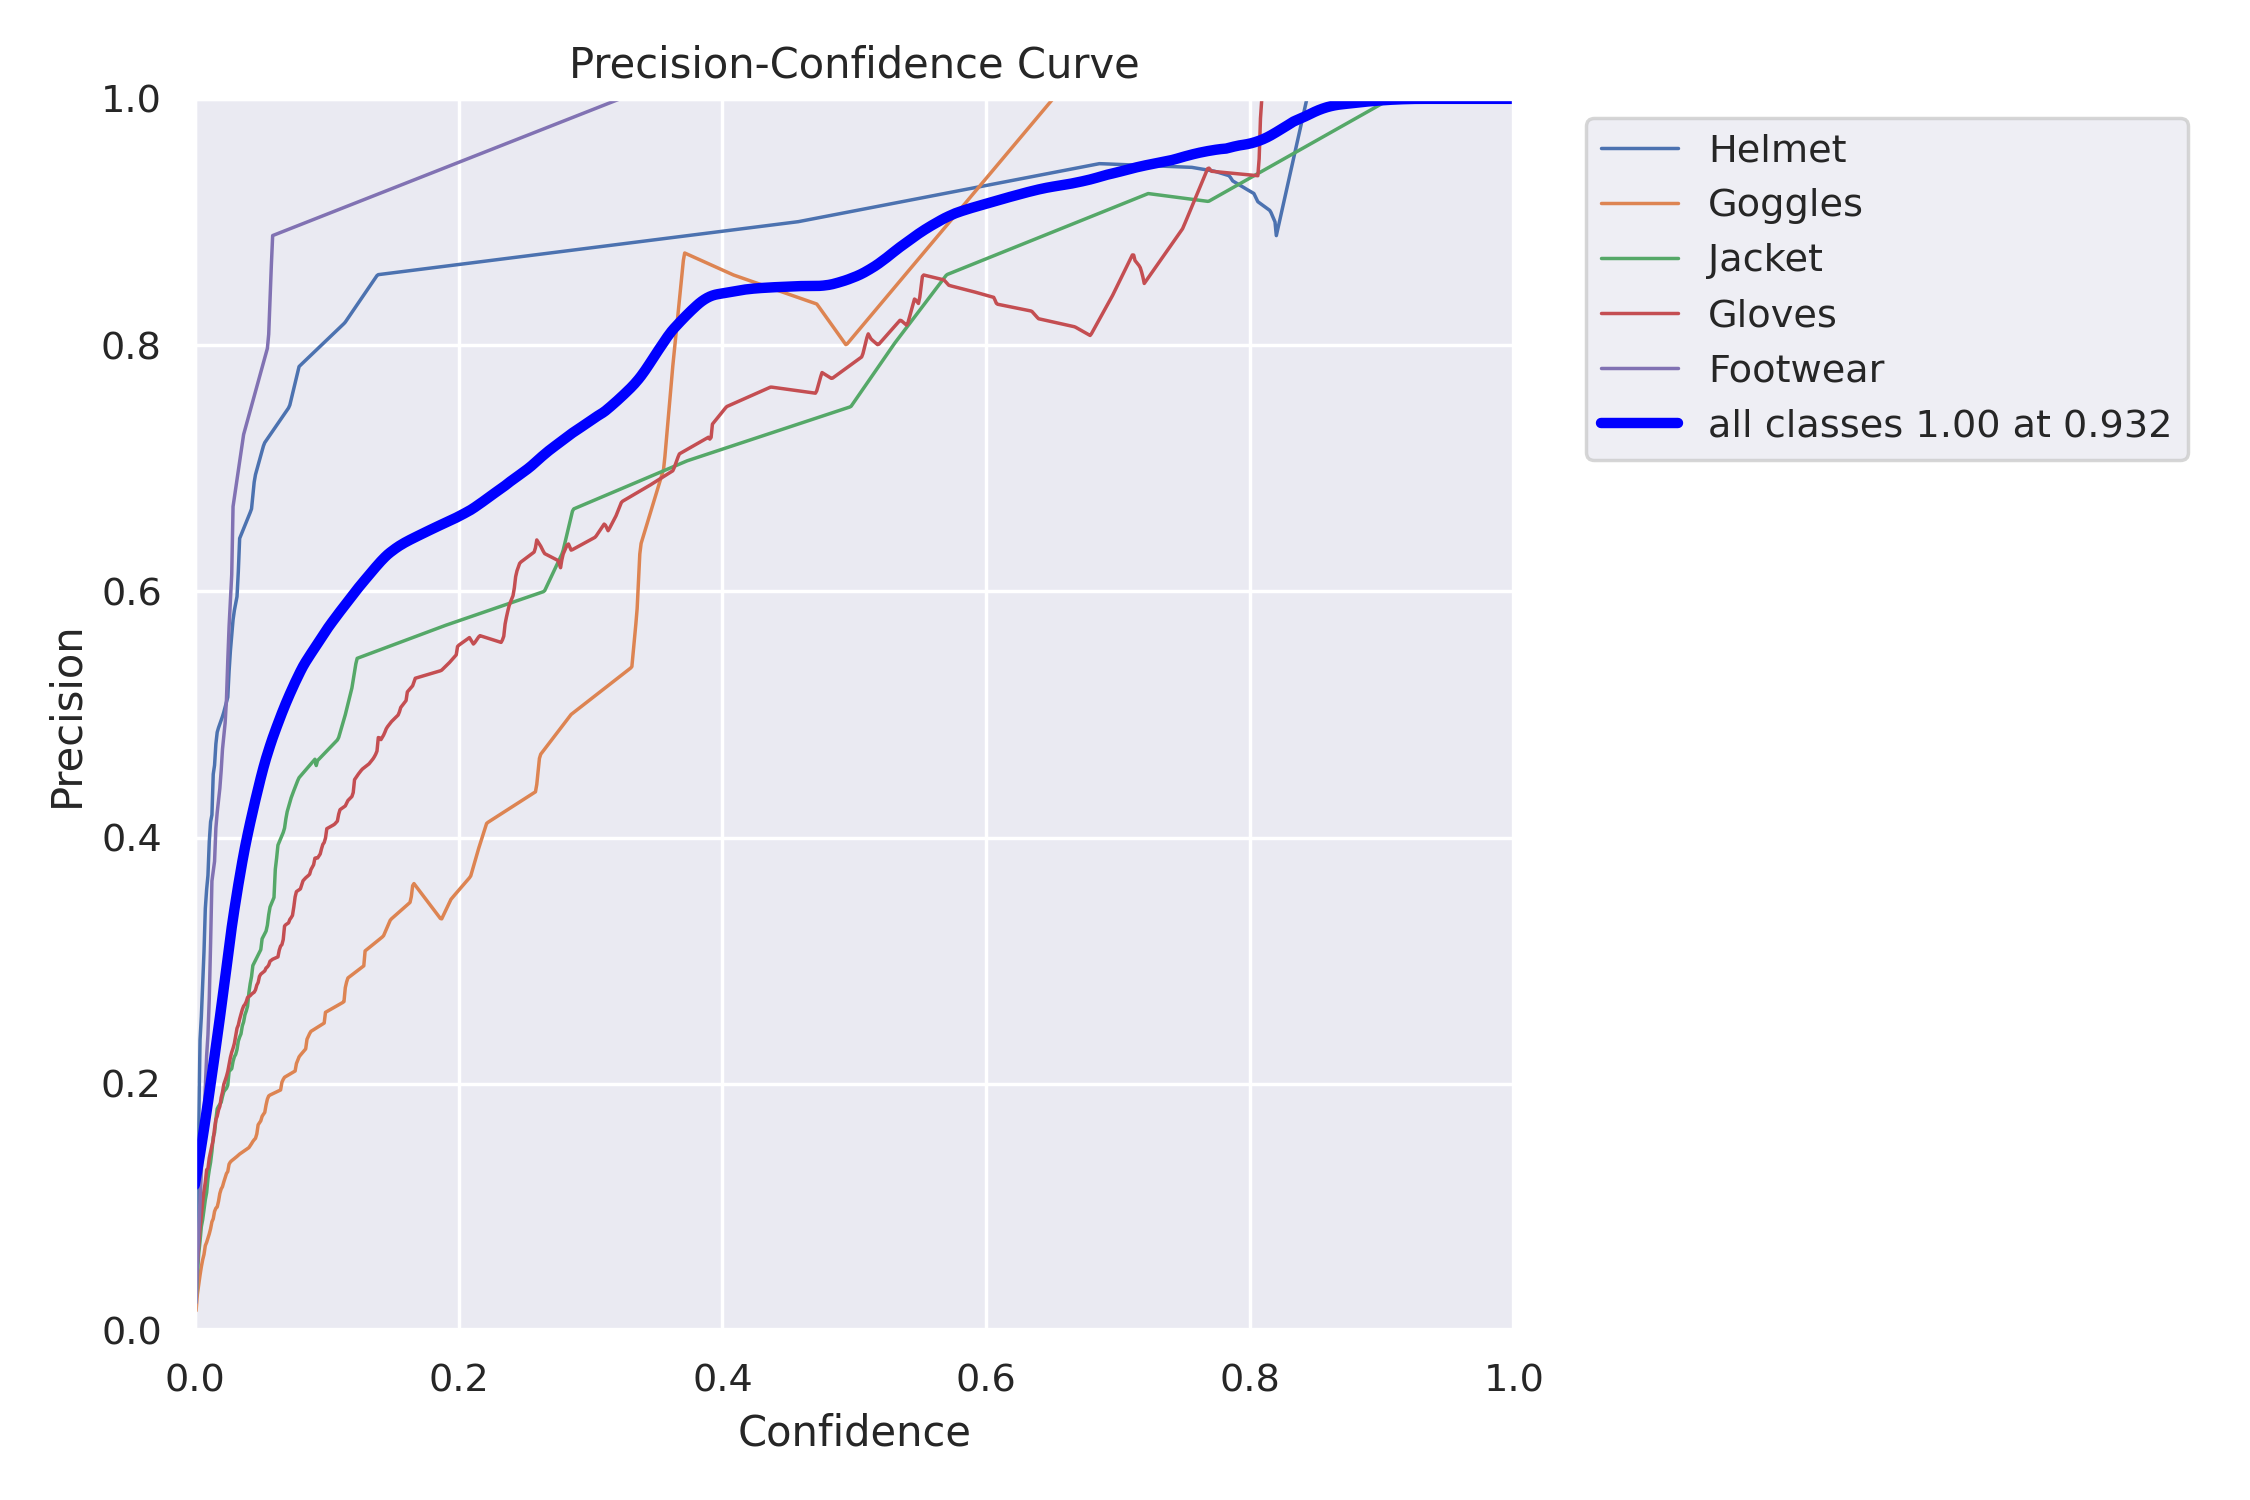 Precision-Confidence Curve
1.0
0.8
0.6
0.4
0.2
0.0
Precision
0.0 0.2 0.4 0.6 0.8 1.0
Confidence
Helmet
Goggles
Jacket
Gloves
Footwear
all classes 1.00 at 0.932